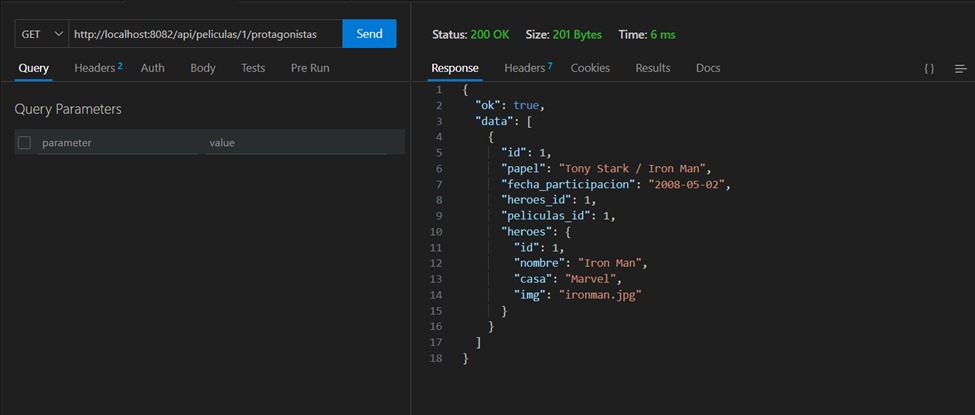 GET http://localhost:8082/api/peliculas/1/protagonistas Send
Query Headers 2 Auth Body Tests Pre Run
Query Parameters
parameter value
Status: 200 OK Size: 201 Bytes Time: 6 ms
Response Headers 7 Cookies Results Docs { }
1 {
2 "ok": true,
3 "data": [
4 {
5 "id": 1,
6 "papel": "Tony Stark / Iron Man",
7 "fecha_participacion": "2008-05-02",
8 "heroes_id": 1,
9 "peliculas_id": 1,
10 "heroes": {
11 "id": 1,
12 "nombre": "Iron Man",
13 "casa": "Marvel",
14 "img": "ironman.jpg"
15 }
16 }
17 ]
18 }